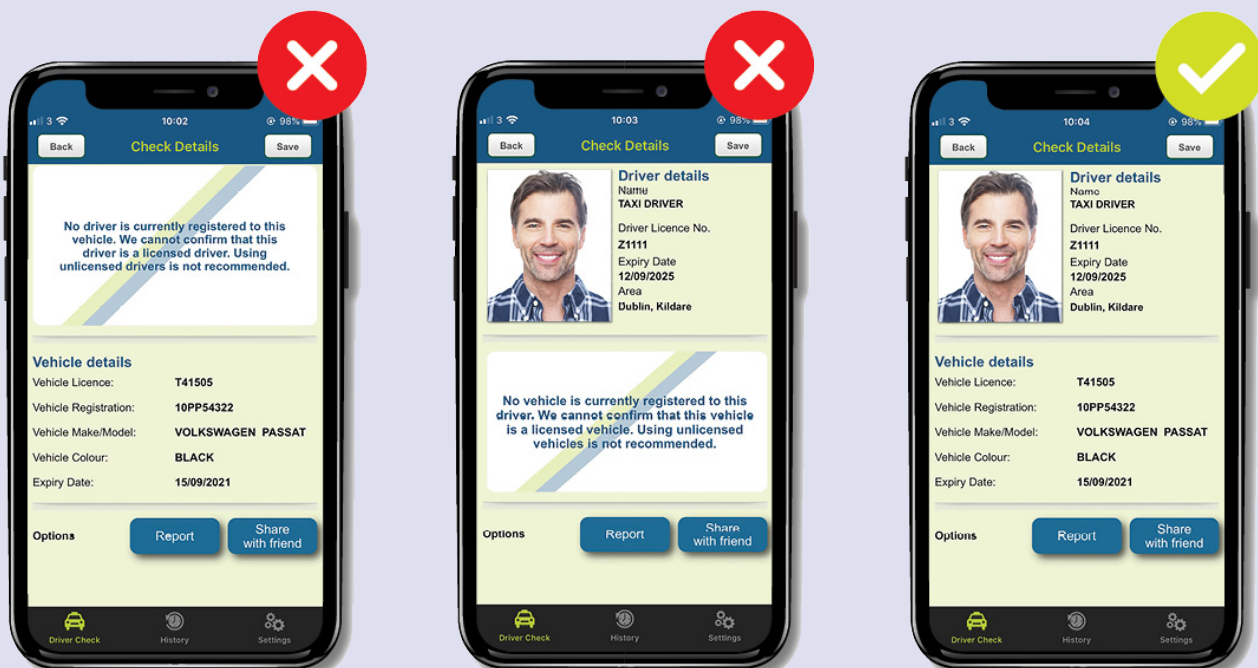 3
10:02
98%
Back
Check Details
Save
No driver is currently registered to this
vehicle. We cannot confirm that this
driver is a licensed driver. Using
unlicensed drivers is not recommended.
Vehicle details
Vehicle Licence: T41505
Vehicle Registration: 10PP54322
Vehicle Make/Model: VOLKSWAGEN PASSAT
Vehicle Colour: BLACK
Expiry Date: 15/09/2021
Options
Report
Share
with friend
Driver Check
History
Settings
3
10:03
98%
Back
Check Details
Save
Driver details
Name
TAXI DRIVER
Driver Licence No.
Z1111
Expiry Date
12/09/2025
Area
Dublin, Kildare
No vehicle is currently registered to this
driver. We cannot confirm that this vehicle
is a licensed vehicle. Using unlicensed
vehicles is not recommended.
Options
Report
Share
with friend
Driver Check
History
Settings
3
10:04
98%
Back
Check Details
Save
Driver details
Name
TAXI DRIVER
Driver Licence No.
Z1111
Expiry Date
12/09/2025
Area
Dublin, Kildare
Vehicle details
Vehicle Licence: T41505
Vehicle Registration: 10PP54322
Vehicle Make/Model: VOLKSWAGEN PASSAT
Vehicle Colour: BLACK
Expiry Date: 15/09/2021
Options
Report
Share
with friend
Driver Check
History
Settings